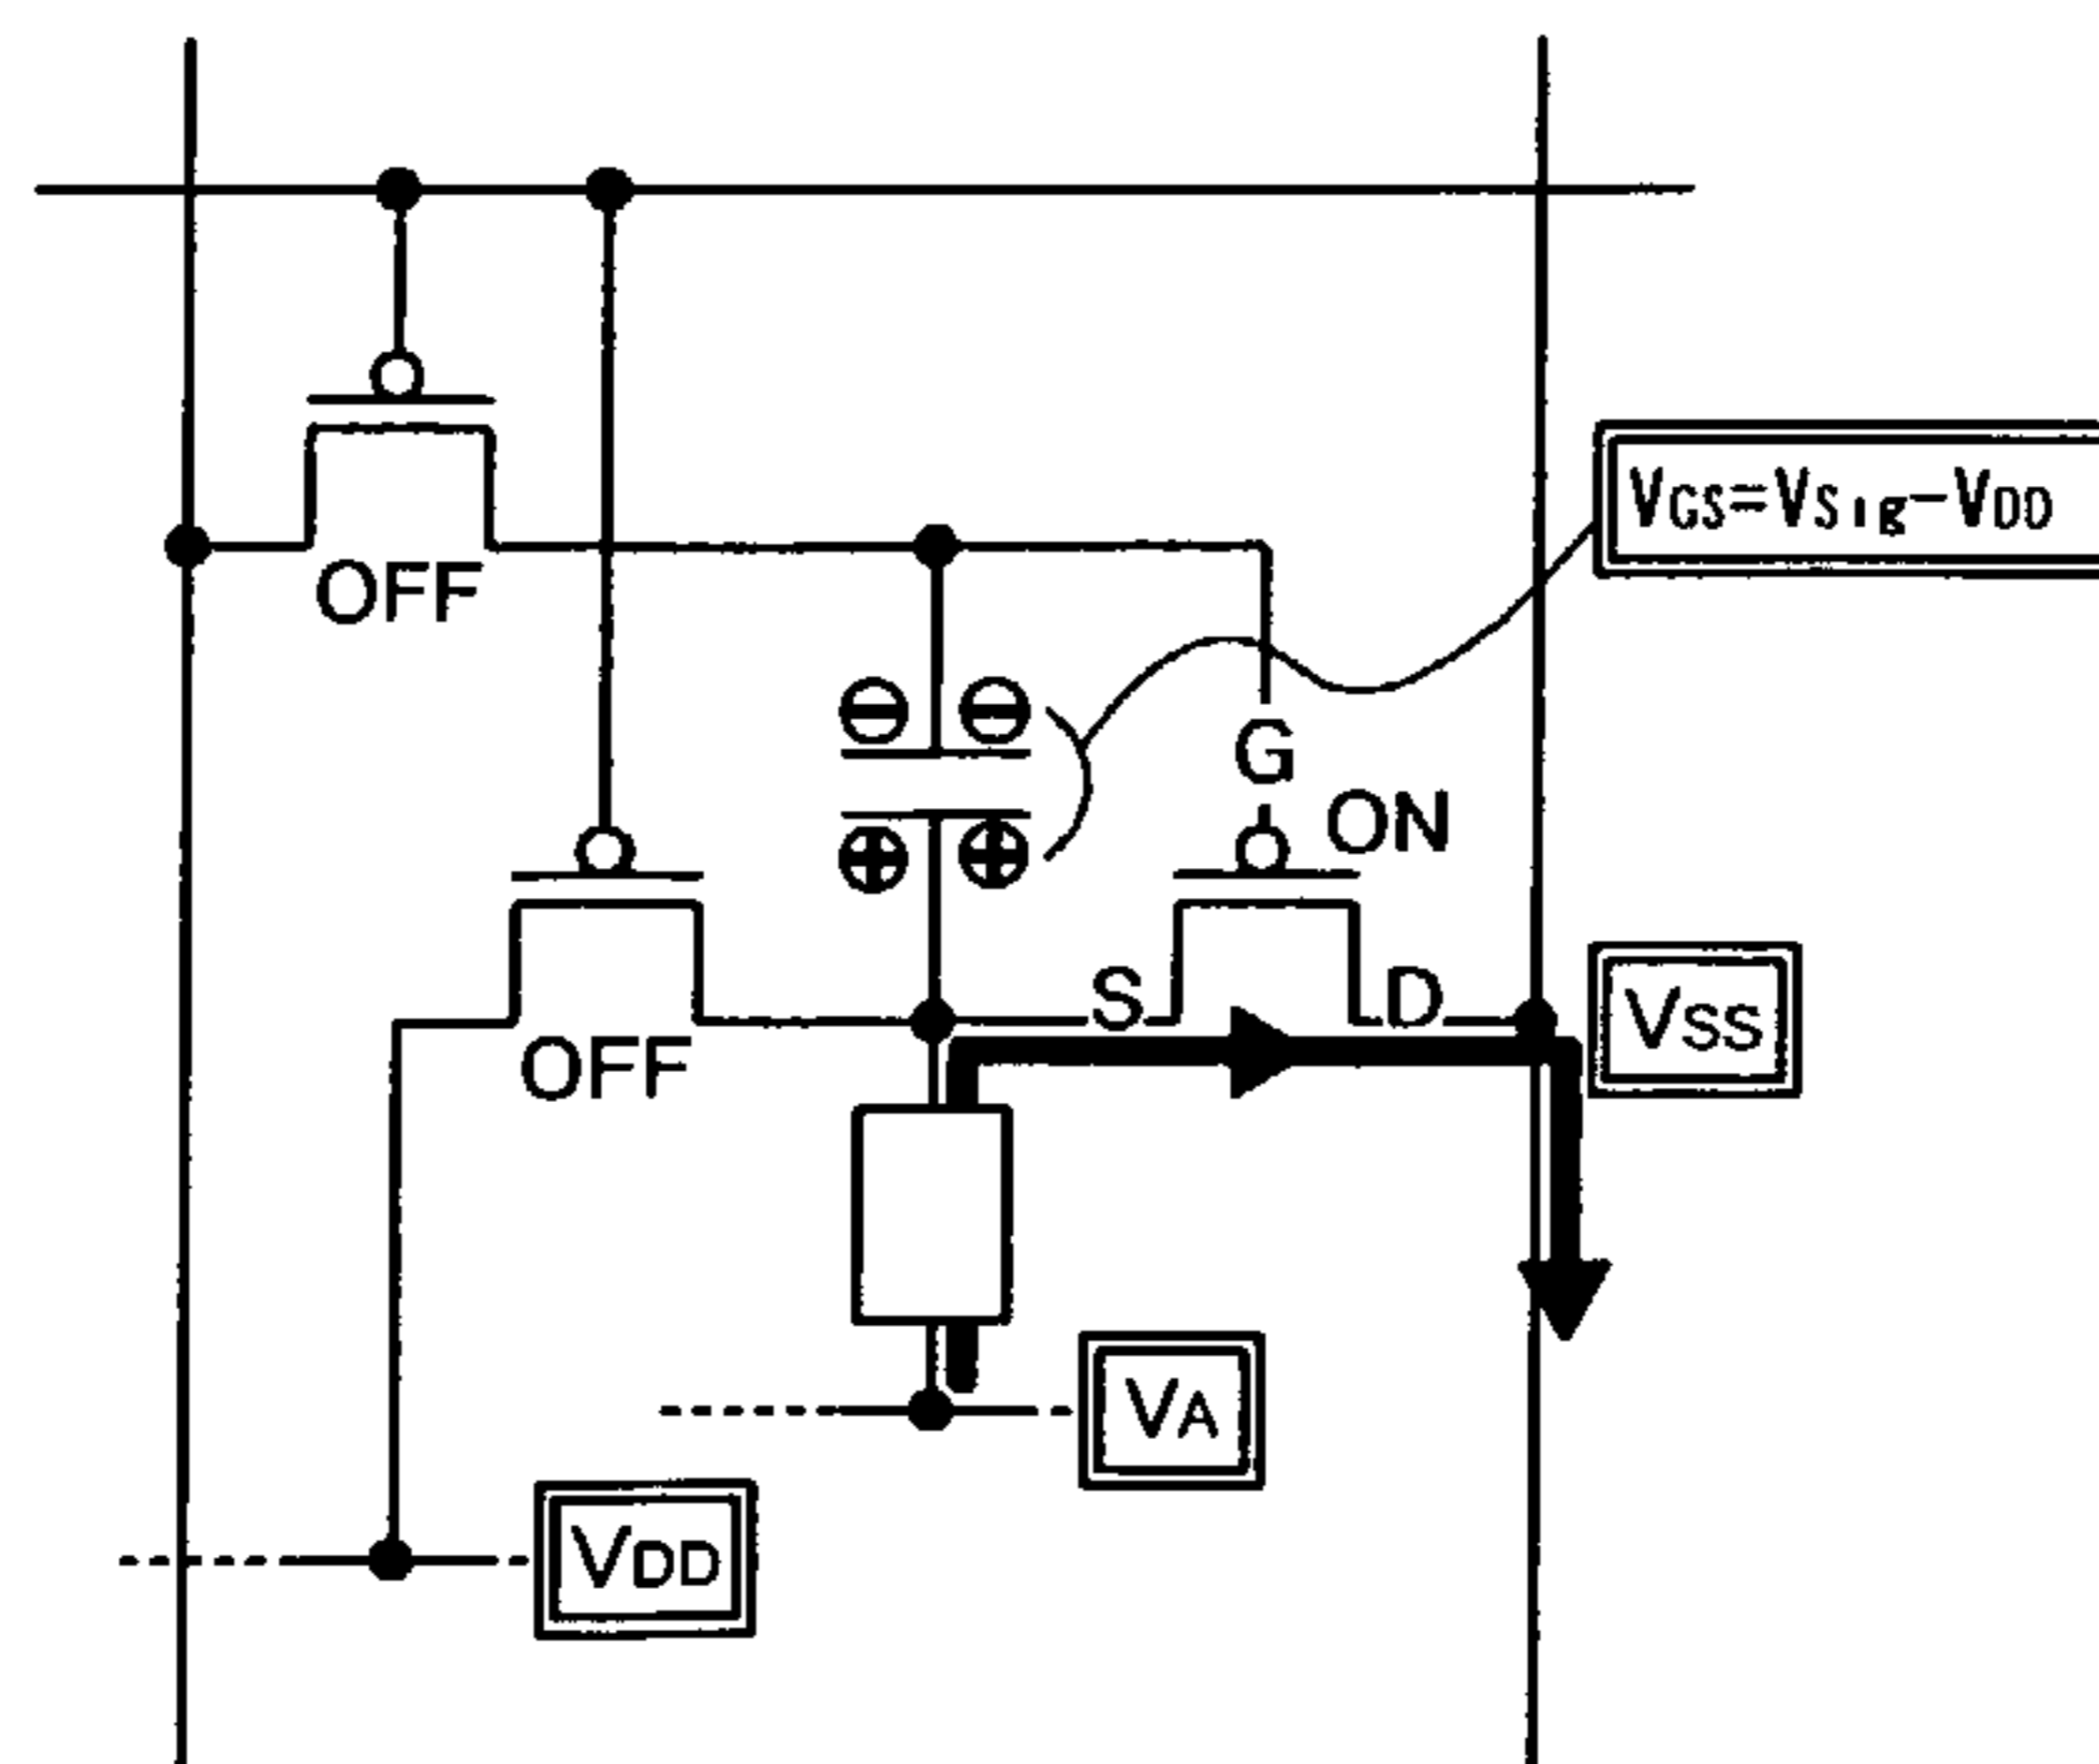 OFF
VGS=VSig-VDD
G
ON
S
D
OFF
VSS
VA
VDD